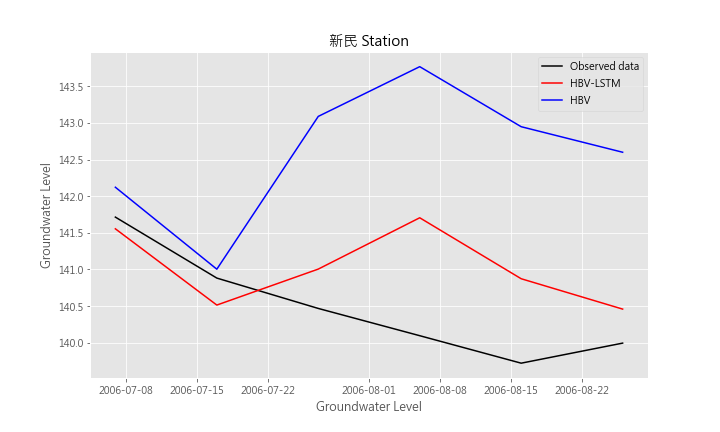 新民 Station
Observed data
HBV-LSTM
HBV
Groundwater Level
143.5
143.0
142.5
142.0
141.5
141.0
140.5
140.0
2006-07-08 2006-07-15 2006-07-22 2006-08-01 2006-08-08 2006-08-15 2006-08-22
Groundwater Level